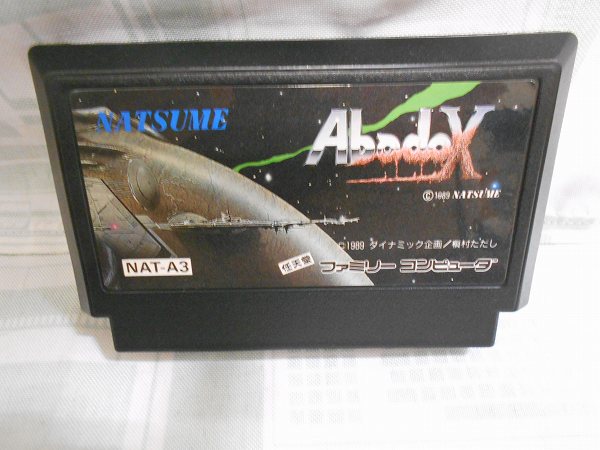 NATSUME
AbadoX
©1989 NATSUME
©1989 ダイナミック企画/桐村ただし
NAT-A3
任天堂
ファミリー コンピュータ